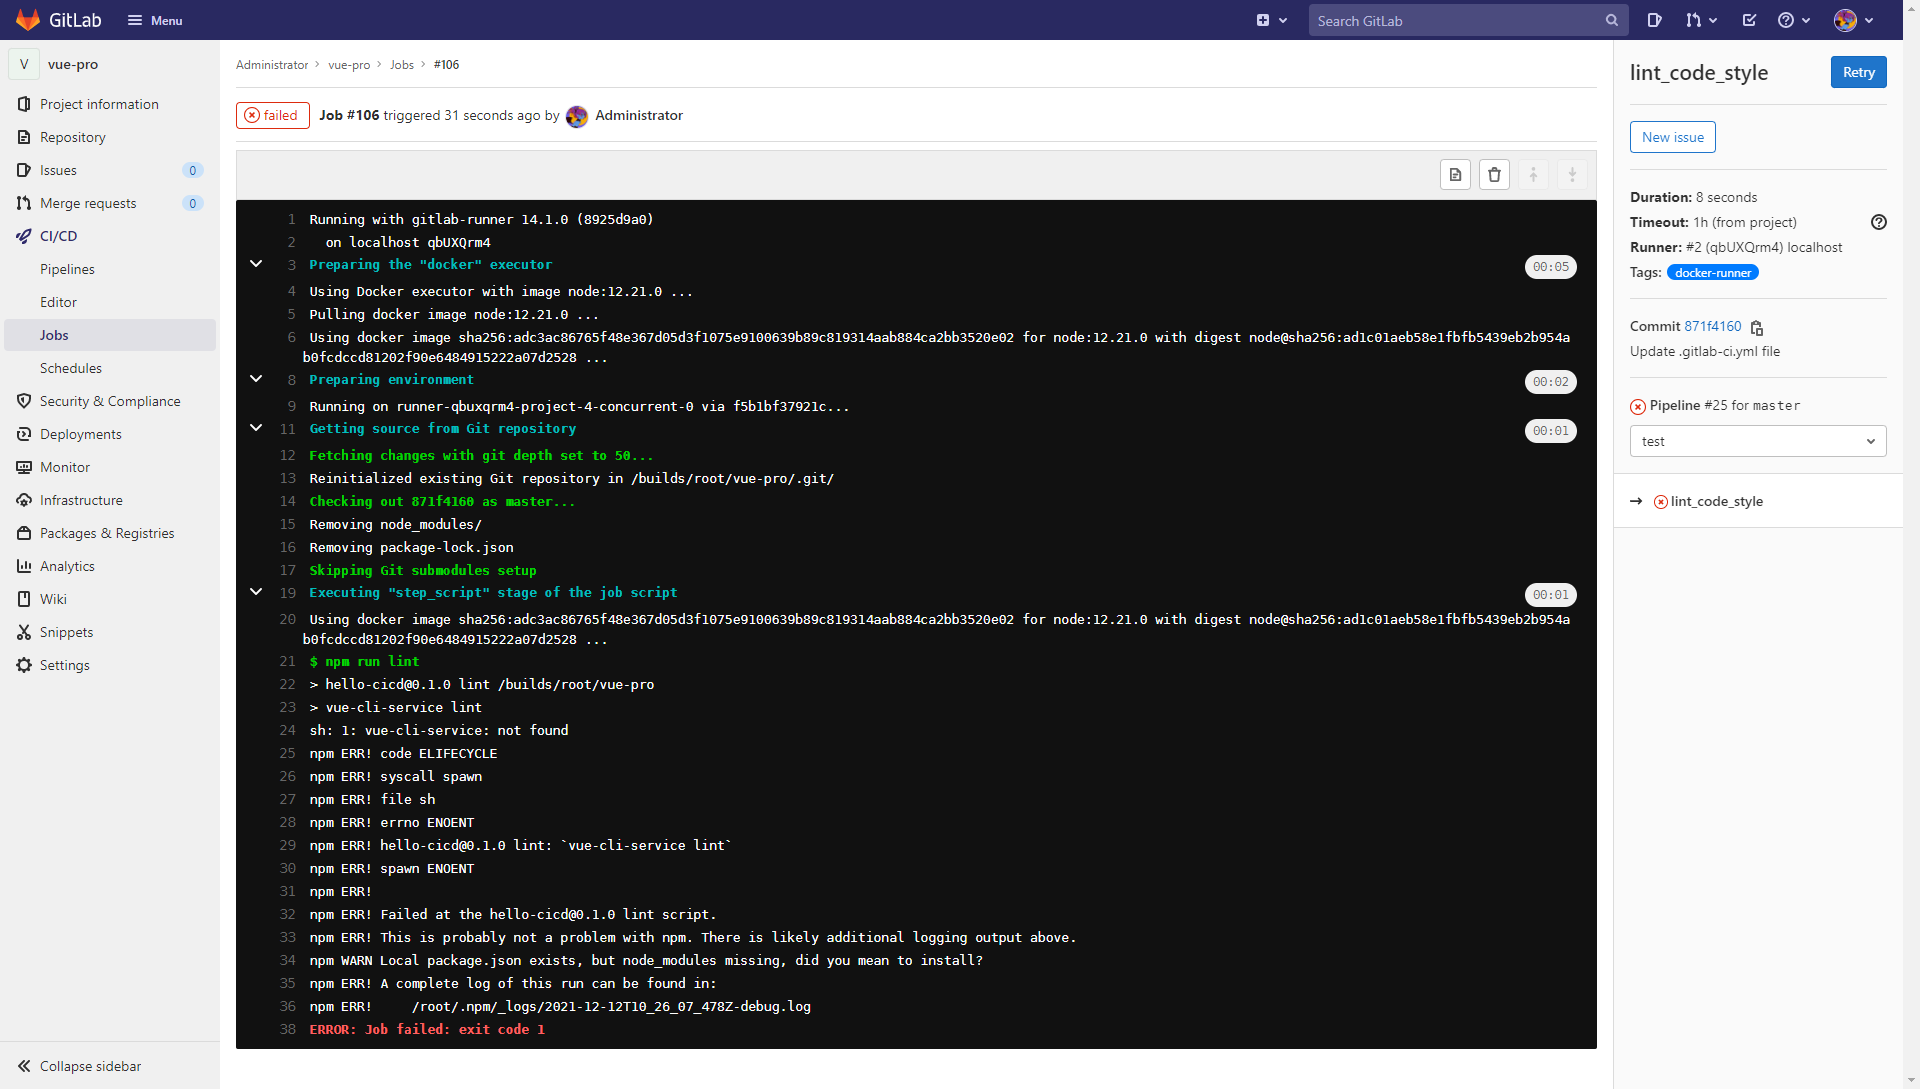 GitLab
Menu
Search GitLab
V vue-pro
Project information
Repository
Issues 0
Merge requests 0
CI/CD
Pipelines
Editor
Jobs
Schedules
Security & Compliance
Deployments
Monitor
Infrastructure
Packages & Registries
Analytics
Wiki
Snippets
Settings
Collapse sidebar
Administrator > vue-pro > Jobs > #106
failed Job #106 triggered 31 seconds ago by Administrator
1 Running with gitlab-runner 14.1.0 (8925d9a0)
2 on localhost qbUXQrm4
3 Preparing the "docker" executor 00:05
4 Using Docker executor with image node:12.21.0 ...
5 Pulling docker image node:12.21.0 ...
6 Using docker image sha256:adc3ac86765f48e367d05d3f1075e9100639b89c819314aab884ca2bb3520e02 for node:12.21.0 with digest node@sha256:ad1c01aeb58e1fbfb5439eb2b954a
b0fcdccd81202f90e6484915222a07d2528 ...
8 Preparing environment 00:02
9 Running on runner-qbuxqrm4-project-4-concurrent-0 via f5b1bf37921c...
11 Getting source from Git repository 00:01
12 Fetching changes with git depth set to 50...
13 Reinitialized existing Git repository in /builds/root/vue-pro/.git/
14 Checking out 871f4160 as master...
15 Removing node_modules/
16 Removing package-lock.json
17 Skipping Git submodules setup
19 Executing "step_script" stage of the job script 00:01
20 Using docker image sha256:adc3ac86765f48e367d05d3f1075e9100639b89c819314aab884ca2bb3520e02 for node:12.21.0 with digest node@sha256:ad1c01aeb58e1fbfb5439eb2b954a
b0fcdccd81202f90e6484915222a07d2528 ...
21 $ npm run lint
22 > hello-cicd@0.1.0 lint /builds/root/vue-pro
23 > vue-cli-service lint
24 sh: 1: vue-cli-service: not found
25 npm ERR! code ELIFECYCLE
26 npm ERR! syscall spawn
27 npm ERR! file sh
28 npm ERR! errno ENOENT
29 npm ERR! hello-cicd@0.1.0 lint: `vue-cli-service lint`
30 npm ERR! spawn ENOENT
31 npm ERR!
32 npm ERR! Failed at the hello-cicd@0.1.0 lint script.
33 npm ERR! This is probably not a problem with npm. There is likely additional logging output above.
34 npm WARN Local package.json exists, but node_modules missing, did you mean to install?
35 npm ERR! A complete log of this run can be found in:
36 npm ERR!     /root/.npm/_logs/2021-12-12T10_26_07_478Z-debug.log
38 ERROR: Job failed: exit code 1
lint_code_style Retry
New issue
Duration: 8 seconds
Timeout: 1h (from project)
Runner: #2 (qbUXQrm4) localhost
Tags: docker-runner
Commit 871f4160
Update .gitlab-ci.yml file
Pipeline #25 for master
test
→ lint_code_style